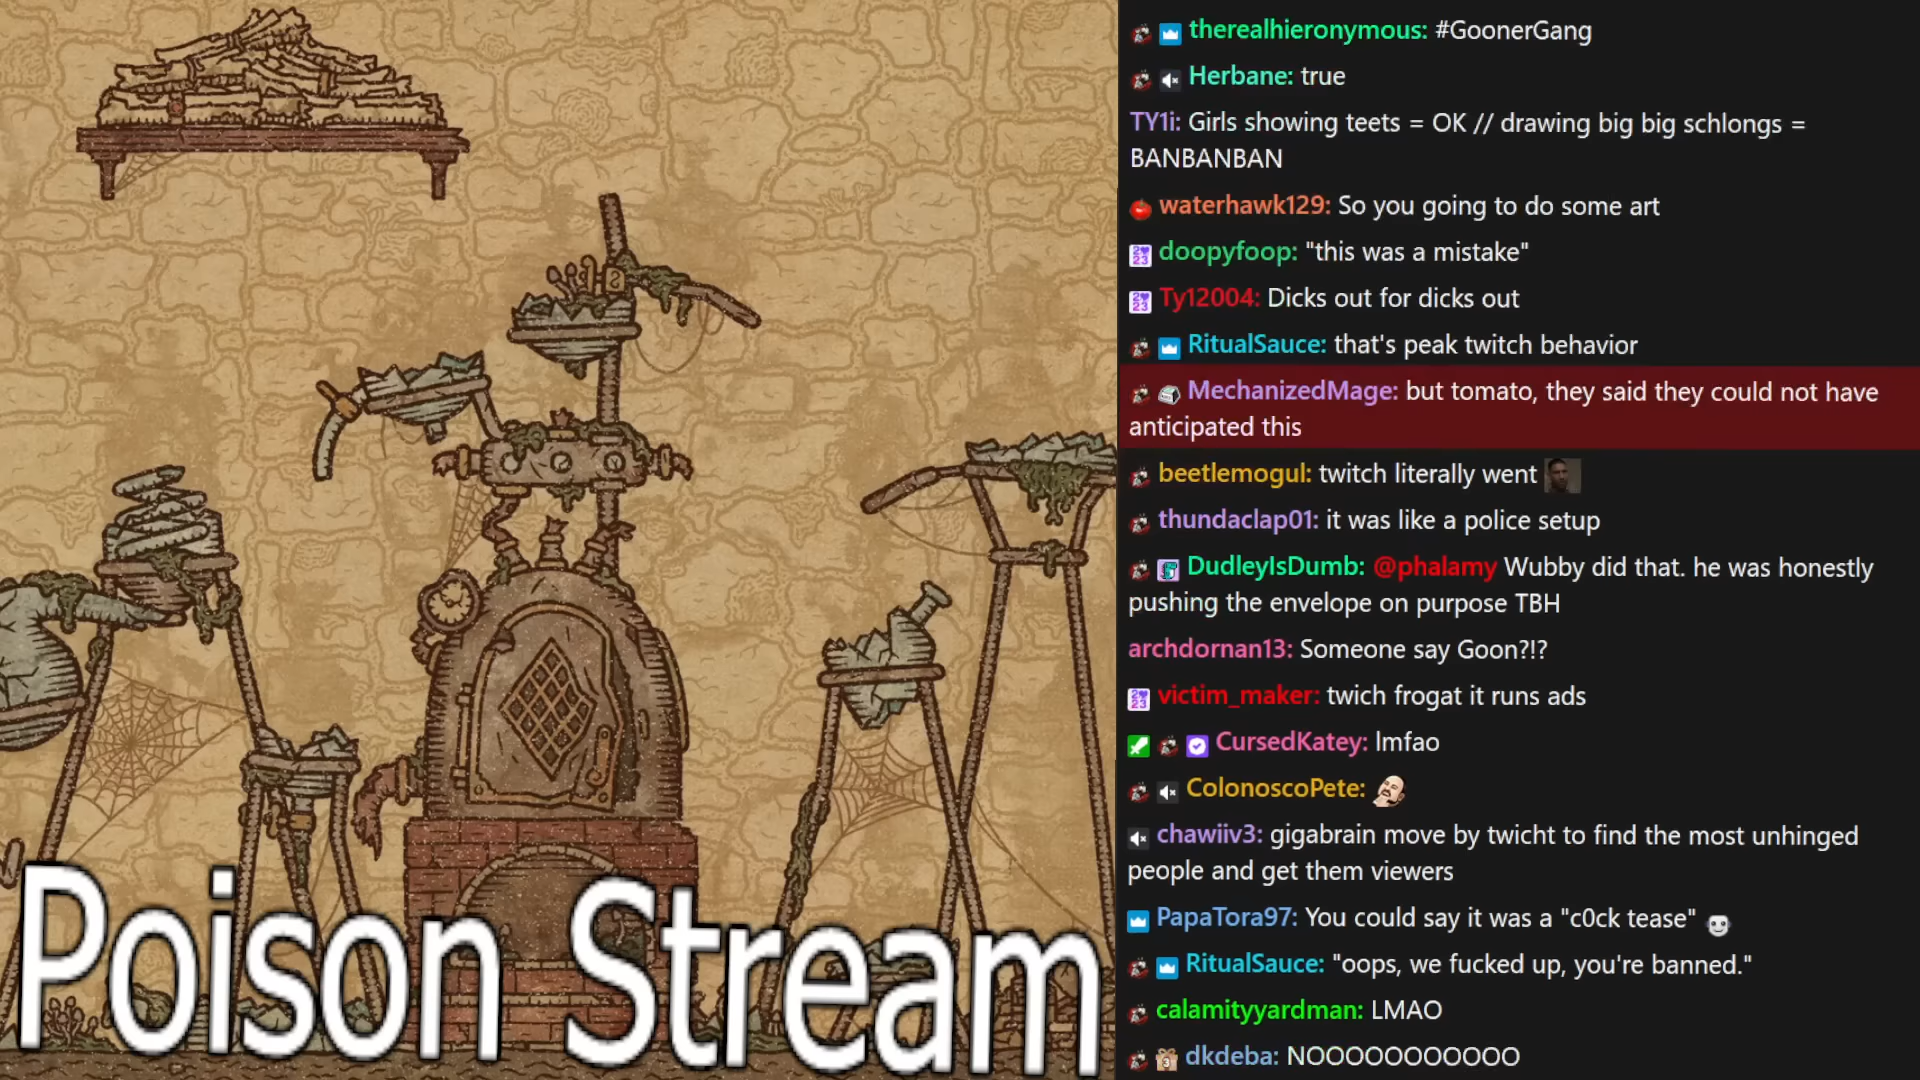 therealhieronymous: #GoonerGang
Herbane: true
TY1i: Girls showing teets = OK // drawing big big schlongs =
BANBANBAN
waterhawk129: So you going to do some art
doopyfoop: "this was a mistake"
Ty12004: Dicks out for dicks out
RitualSauce: that's peak twitch behavior
MechanizedMage: but tomato, they said they could not have
anticipated this
beetlemogul: twitch literally went
thundaclap01: it was like a police setup
DudleyIsDumb: @phalamy Wubby did that. he was honestly
pushing the envelope on purpose TBH
archdornan13: Someone say Goon?!?
victim_maker: twich frogat it runs ads
CursedKatey: lmfao
ColonoscoPete:
chawiiv3: gigabrain move by twicht to find the most unhinged
people and get them viewers
PapaTora97: You could say it was a "c0ck tease"
RitualSauce: "oops, we fucked up, you're banned."
calamityyardman: LMAO
dkdeba: NOOOOOOOOOOO
Poison Stream